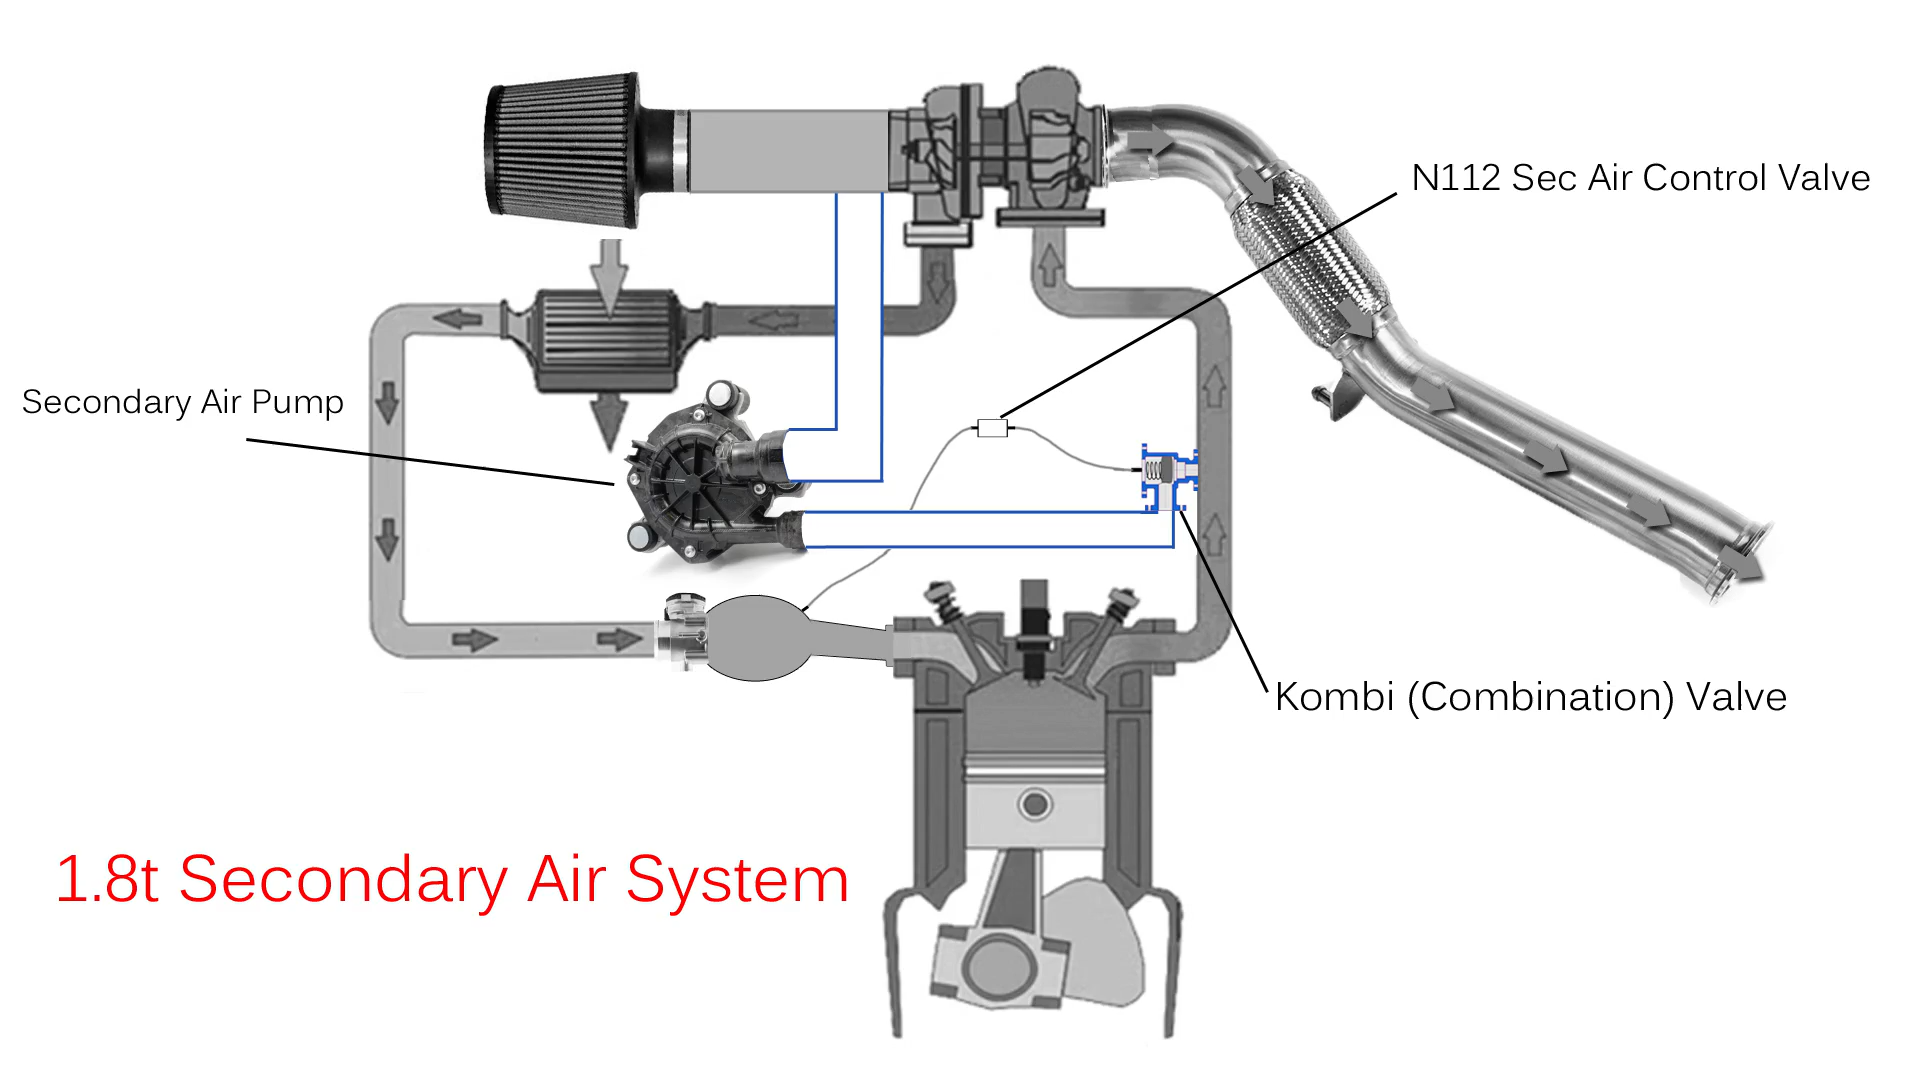 N112 Sec Air Control Valve
Secondary Air Pump
Kombi (Combination) Valve
1.8t Secondary Air System